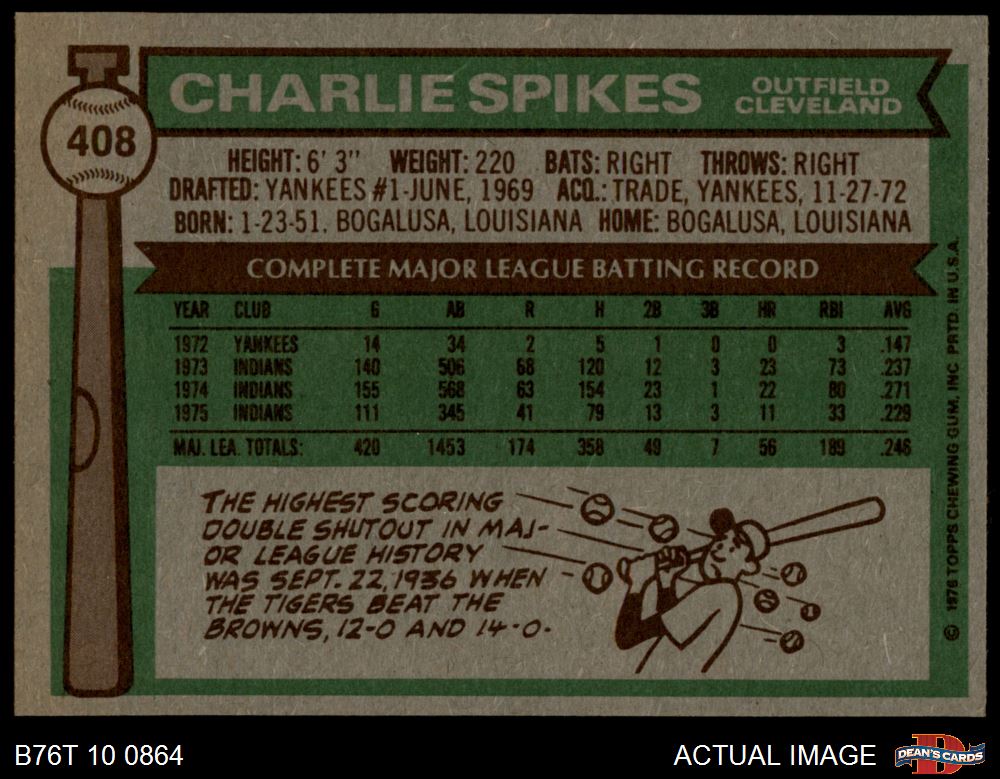 CHARLIE SPIKES
OUTFIELD
CLEVELAND
408
HEIGHT: 6' 3" WEIGHT: 220 BATS: RIGHT THROWS: RIGHT
DRAFTED: YANKEES #1-JUNE, 1969 ACQ.: TRADE, YANKEES, 11-27-72
BORN: 1-23-51, BOGALUSA, LOUISIANA HOME: BOGALUSA, LOUISIANA
COMPLETE MAJOR LEAGUE BATTING RECORD
YEAR CLUB G AB R H 2B 3B HR RBI AVG
1972 YANKEES 14 34 2 5 1 0 0 3 .147
1973 INDIANS 140 506 68 120 12 3 23 73 .237
1974 INDIANS 155 568 63 154 23 1 22 80 .271
1975 INDIANS 111 345 41 79 13 3 11 33 .229
MAJ. LEA. TOTALS: 420 1453 174 358 49 7 56 189 .246
THE HIGHEST SCORING
DOUBLE SHUTOUT IN MAJ-
OR LEAGUE HISTORY
WAS SEPT. 22, 1936 WHEN
THE TIGERS BEAT THE
BROWNS, 12-0 AND 14-0.
© 1976 TOPPS CHEWING GUM, INC PRTD. IN U.S.A.
B76T 10 0864
ACTUAL IMAGE
D
DEAN'S CARDS